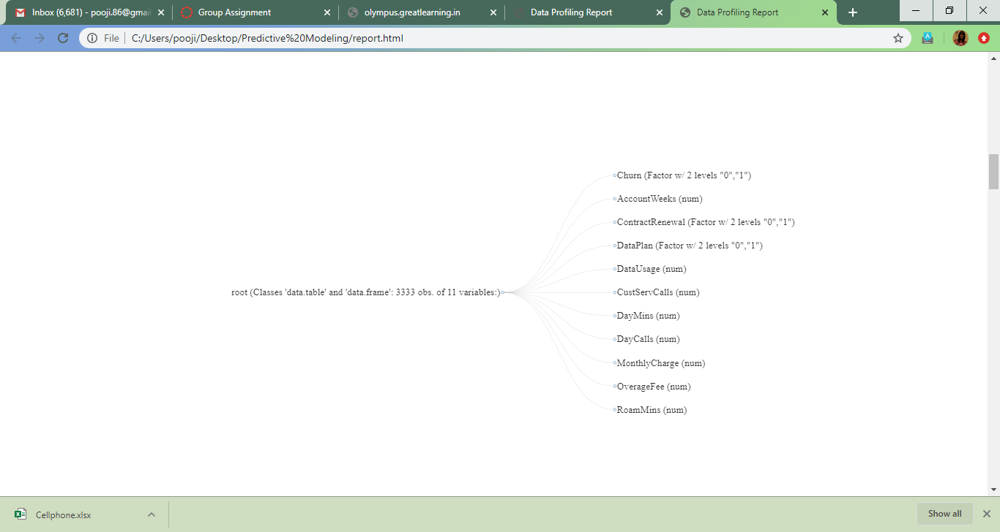 Inbox (6,681) - pooji.86@gmail
Group Assignment
olympus.greatlearning.in
Data Profiling Report
Data Profiling Report
File
C:/Users/pooji/Desktop/Predictive%20Modeling/report.html
Churn (Factor w/ 2 levels "0","1")
AccountWeeks (num)
ContractRenewal (Factor w/ 2 levels "0","1")
DataPlan (Factor w/ 2 levels "0","1")
DataUsage (num)
root (Classes 'data.table' and 'data.frame': 3333 obs. of 11 variables:)
CustServCalls (num)
DayMins (num)
DayCalls (num)
MonthlyCharge (num)
OverageFee (num)
RoamMins (num)
Cellphone.xlsx
Show all